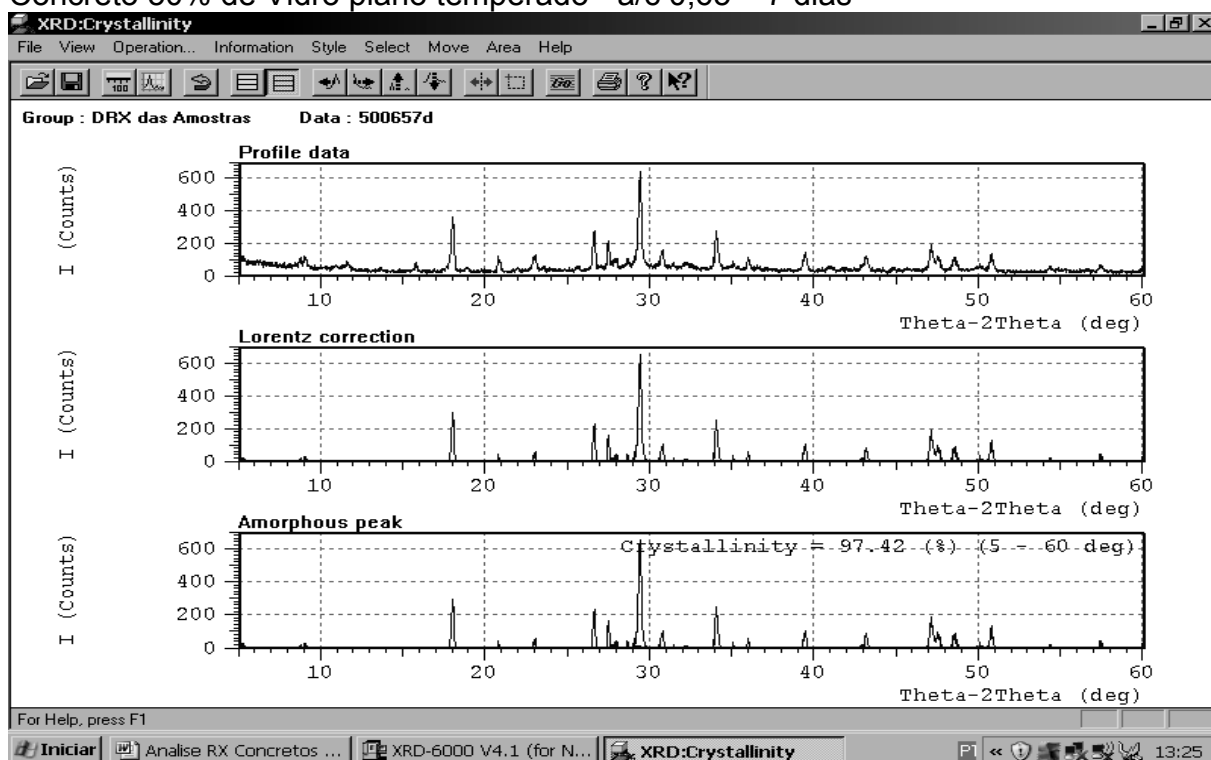 Concreto 50% de Vidro plano temperado - a/c 0,65 – 7 dias
XRD:Crystallinity
File View Operation... Information Style Select Move Area Help
Group : DRX das Amostras Data : 500657d
Profile data
I (Counts)
600
400
200
0
10 20 30 40 50 60
Theta-2Theta (deg)
Lorentz correction
I (Counts)
600
400
200
0
10 20 30 40 50 60
Theta-2Theta (deg)
Amorphous peak
Crystallinity = 97.42 (%) (5 - 60 deg)
I (Counts)
600
400
200
0
10 20 30 40 50 60
Theta-2Theta (deg)
For Help, press F1
Iniciar Analise RX Concretos ... XRD-6000 V4.1 (for N... XRD:Crystallinity « 13:25